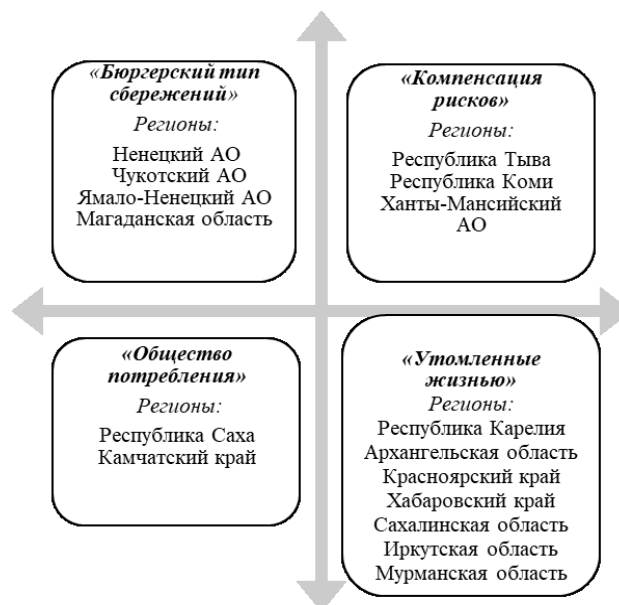 «Бюргерский тип
сбережений»
Регионы:
Ненецкий АО
Чукотский АО
Ямало-Ненецкий АО
Магаданская область
«Компенсация
рисков»
Регионы:
Республика Тыва
Республика Коми
Ханты-Мансийский
АО
«Общество
потребления»
Регионы:
Республика Саха
Камчатский край
«Утомленные
жизнью»
Регионы:
Республика Карелия
Архангельская область
Красноярский край
Хабаровский край
Сахалинская область
Иркутская область
Мурманская область